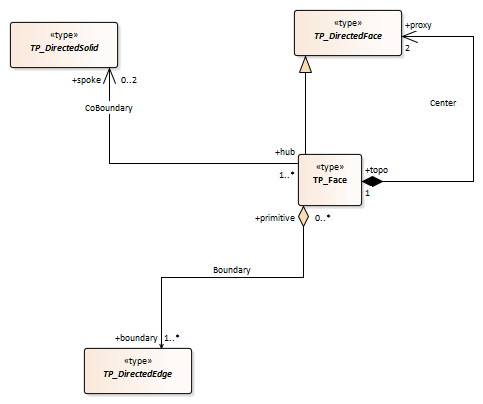 «type»
TP_DirectedSolid
«type»
TP_DirectedFace
+proxy
2
+spoke
0..2
CoBoundary
Center
+hub
1..*
«type»
TP_Face
+topo
1
+primitive
0..*
Boundary
+boundary
1..*
«type»
TP_DirectedEdge